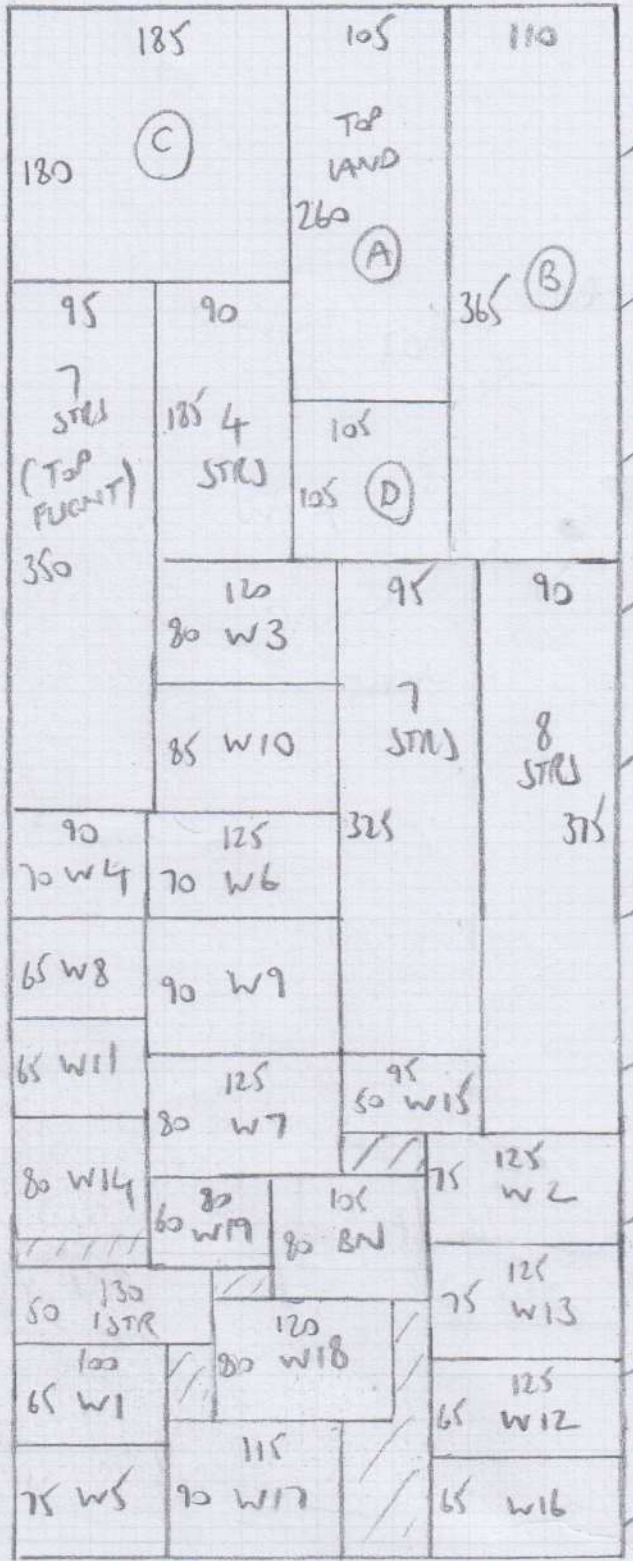 185
180
C
105
TOP
LAND
260
A
110
365
B
95
7
STRS
(TOP
FLIGHT)
350
90
185 4
STRS
105
105 D
120
80 W3
85 W10
95
7
STRS
325
90
8
STRS
375
90
70 W4
125
70 W6
65 W8
90 W9
65 W11
125
80 W7
95
50 W15
80 W14
80
60 W19
105
80 BN
125
75 W2
130
50 1STR
120
80 W18
125
75 W13
100
65 W1
125
65 W12
75 W5
115
90 W17
65 W16